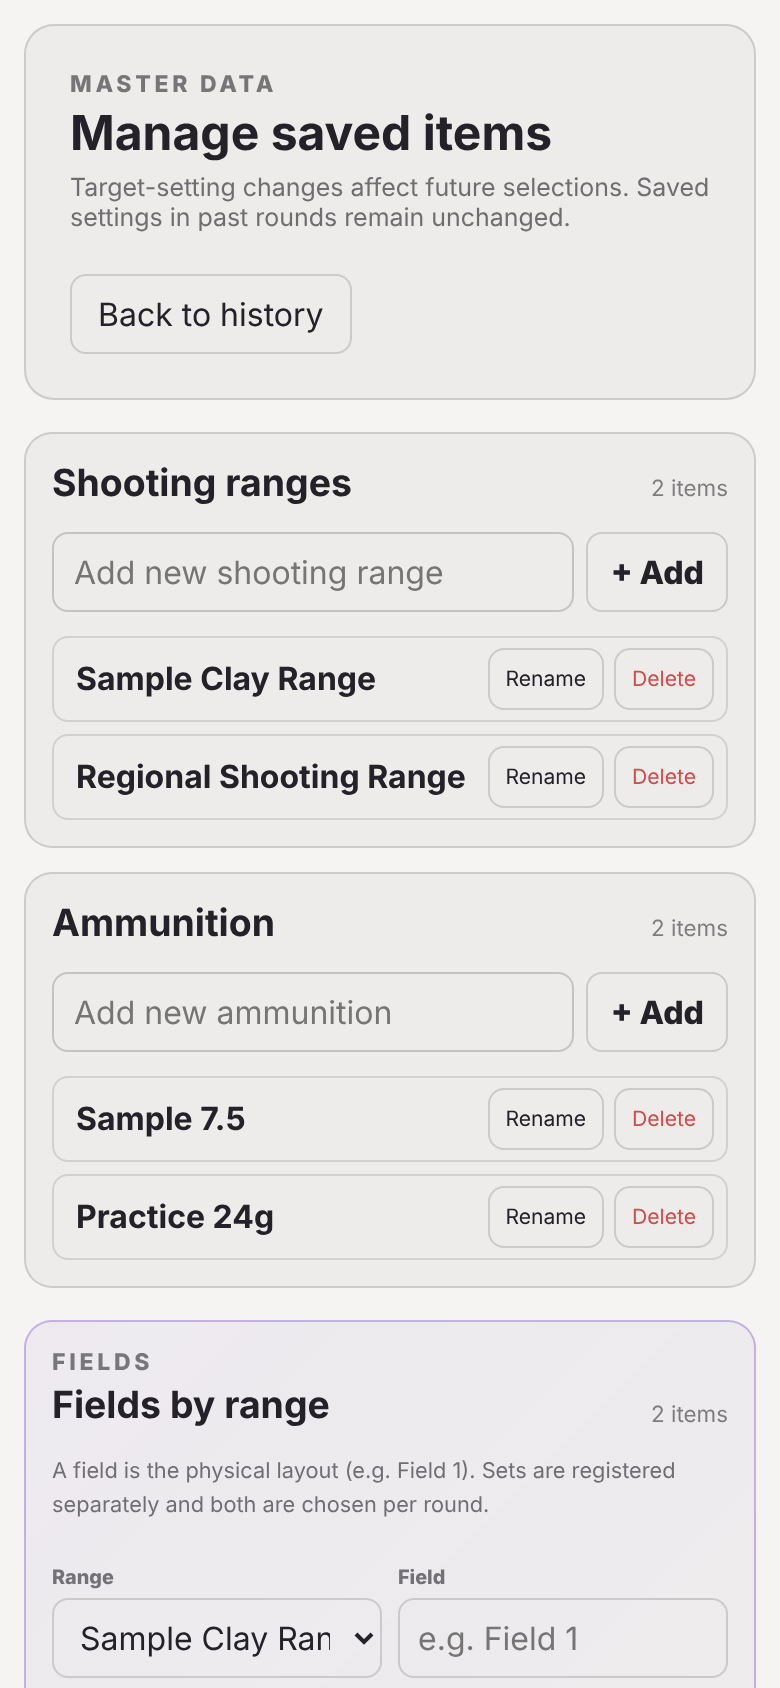 MASTER DATA
Manage saved items
Target-setting changes affect future selections. Saved
settings in past rounds remain unchanged.
Back to history
Shooting ranges
2 items
Add new shooting range
+ Add
Sample Clay Range
Rename
Delete
Regional Shooting Range
Rename
Delete
Ammunition
2 items
Add new ammunition
+ Add
Sample 7.5
Rename
Delete
Practice 24g
Rename
Delete
FIELDS
Fields by range
2 items
A field is the physical layout (e.g. Field 1). Sets are registered
separately and both are chosen per round.
Range
Field
Sample Clay Ran
e.g. Field 1